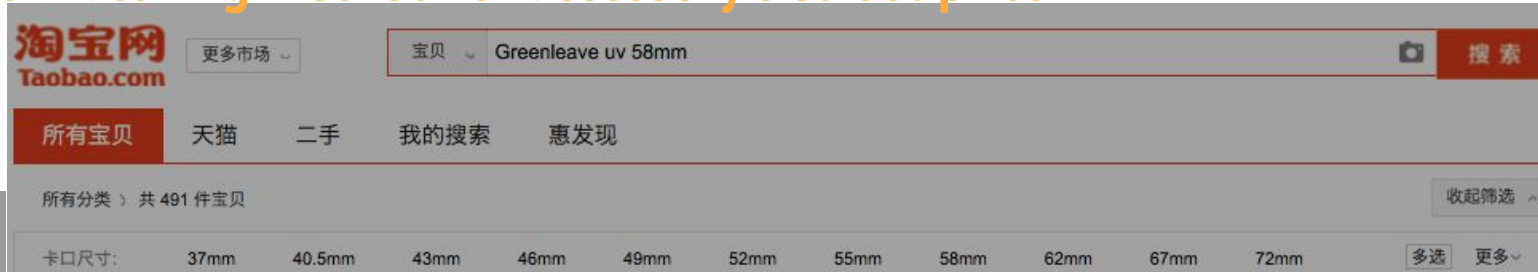 淘宝网
Taobao.com
更多市场
宝贝 Greenleave uv 58mm
搜索
所有宝贝 天猫 二手 我的搜索 惠发现
所有分类 > 共 491 件宝贝
收起筛选
卡口尺寸: 37mm 40.5mm 43mm 46mm 49mm 52mm 55mm 58mm 62mm 67mm 72mm 多选 更多